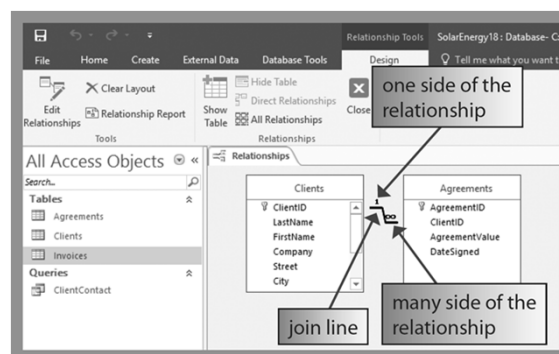 Relationship Tools
SolarEnergy18 : Database- C
File
Home
Create
External Data
Database Tools
Design
Tell me what you want t
Edit
Relationships
Clear Layout
Relationship Report
Tools
Show
Table
Hide Table
Direct Relationships
All Relationships
Close
Relationships
one side of the
relationship
All Access Objects
Search...
Tables
Agreements
Clients
Invoices
Queries
ClientContact
Relationships
Clients
ClientID
LastName
FirstName
Company
Street
City
1
∞
Agreements
AgreementID
ClientID
AgreementValue
DateSigned
join line
many side of the
relationship